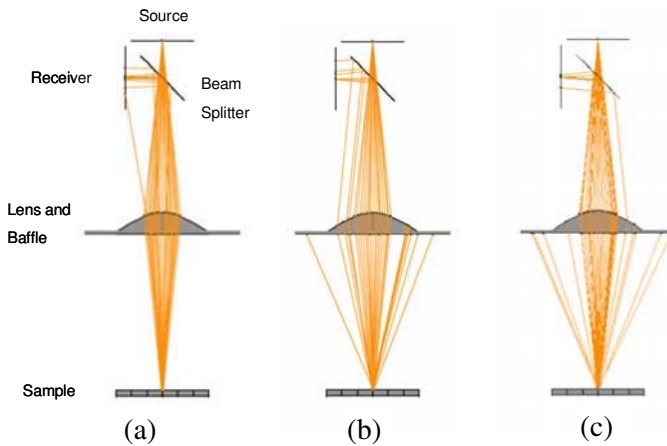 Source
Receiver
Beam
Splitter
Lens and
Baffle
Sample
(a)
(b)
(c)